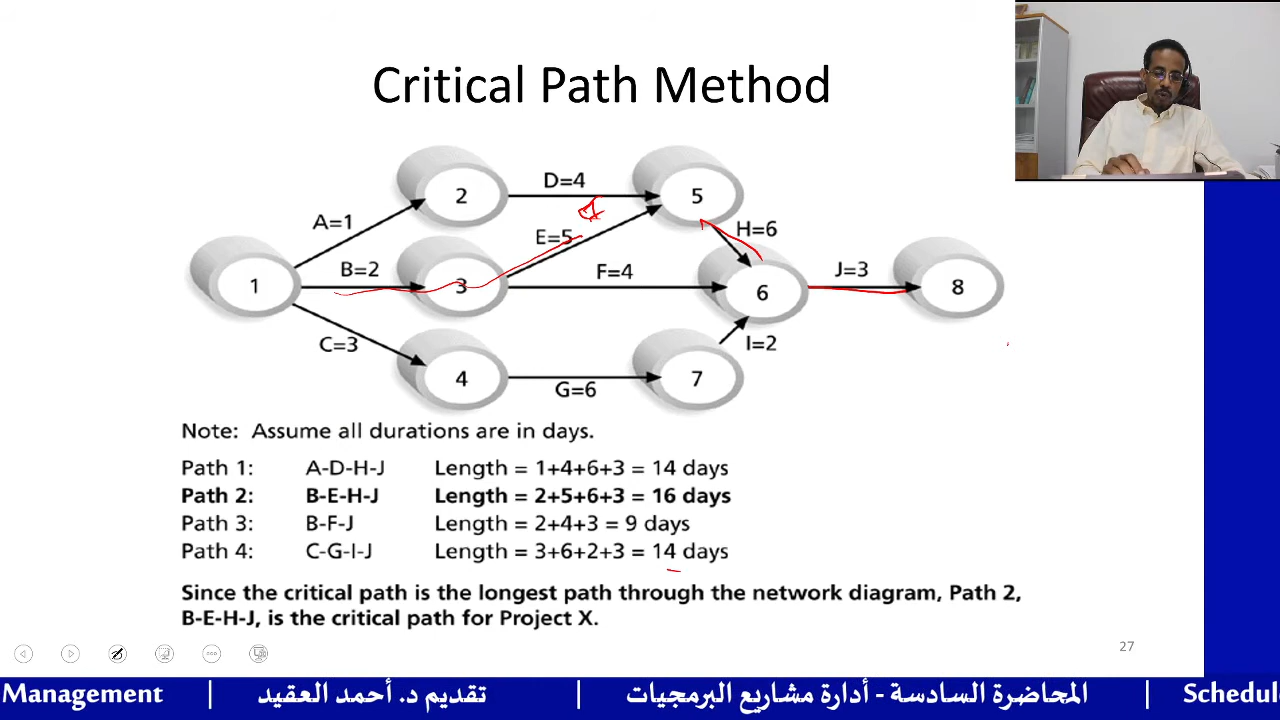 Critical Path Method
D=4
2
5
A=1
E=5
H=6
B=2
F=4
J=3
1
3
6
8
C=3
I=2
4
7
G=6
Note: Assume all durations are in days.
Path 1: A-D-H-J Length = 1+4+6+3 = 14 days
Path 2: B-E-H-J Length = 2+5+6+3 = 16 days
Path 3: B-F-J Length = 2+4+3 = 9 days
Path 4: C-G-I-J Length = 3+6+2+3 = 14 days
Since the critical path is the longest path through the network diagram, Path 2,
B-E-H-J, is the critical path for Project X.
27
Management | تقديم د. أحمد العقيد | المحاضرة السادسة - أدارة مشاريع البرمجيات | Schedul